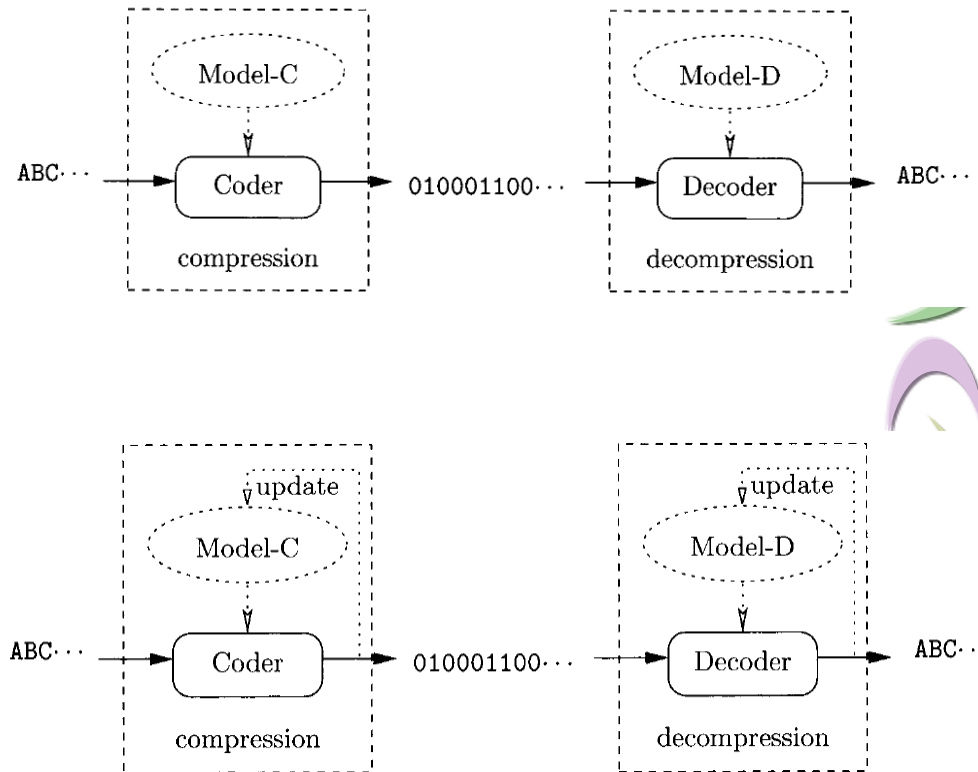 Model-C
Model-D
ABC···
Coder
010001100···
Decoder
ABC···
compression
decompression
update
update
Model-C
Model-D
ABC···
Coder
010001100···
Decoder
ABC···
compression
decompression